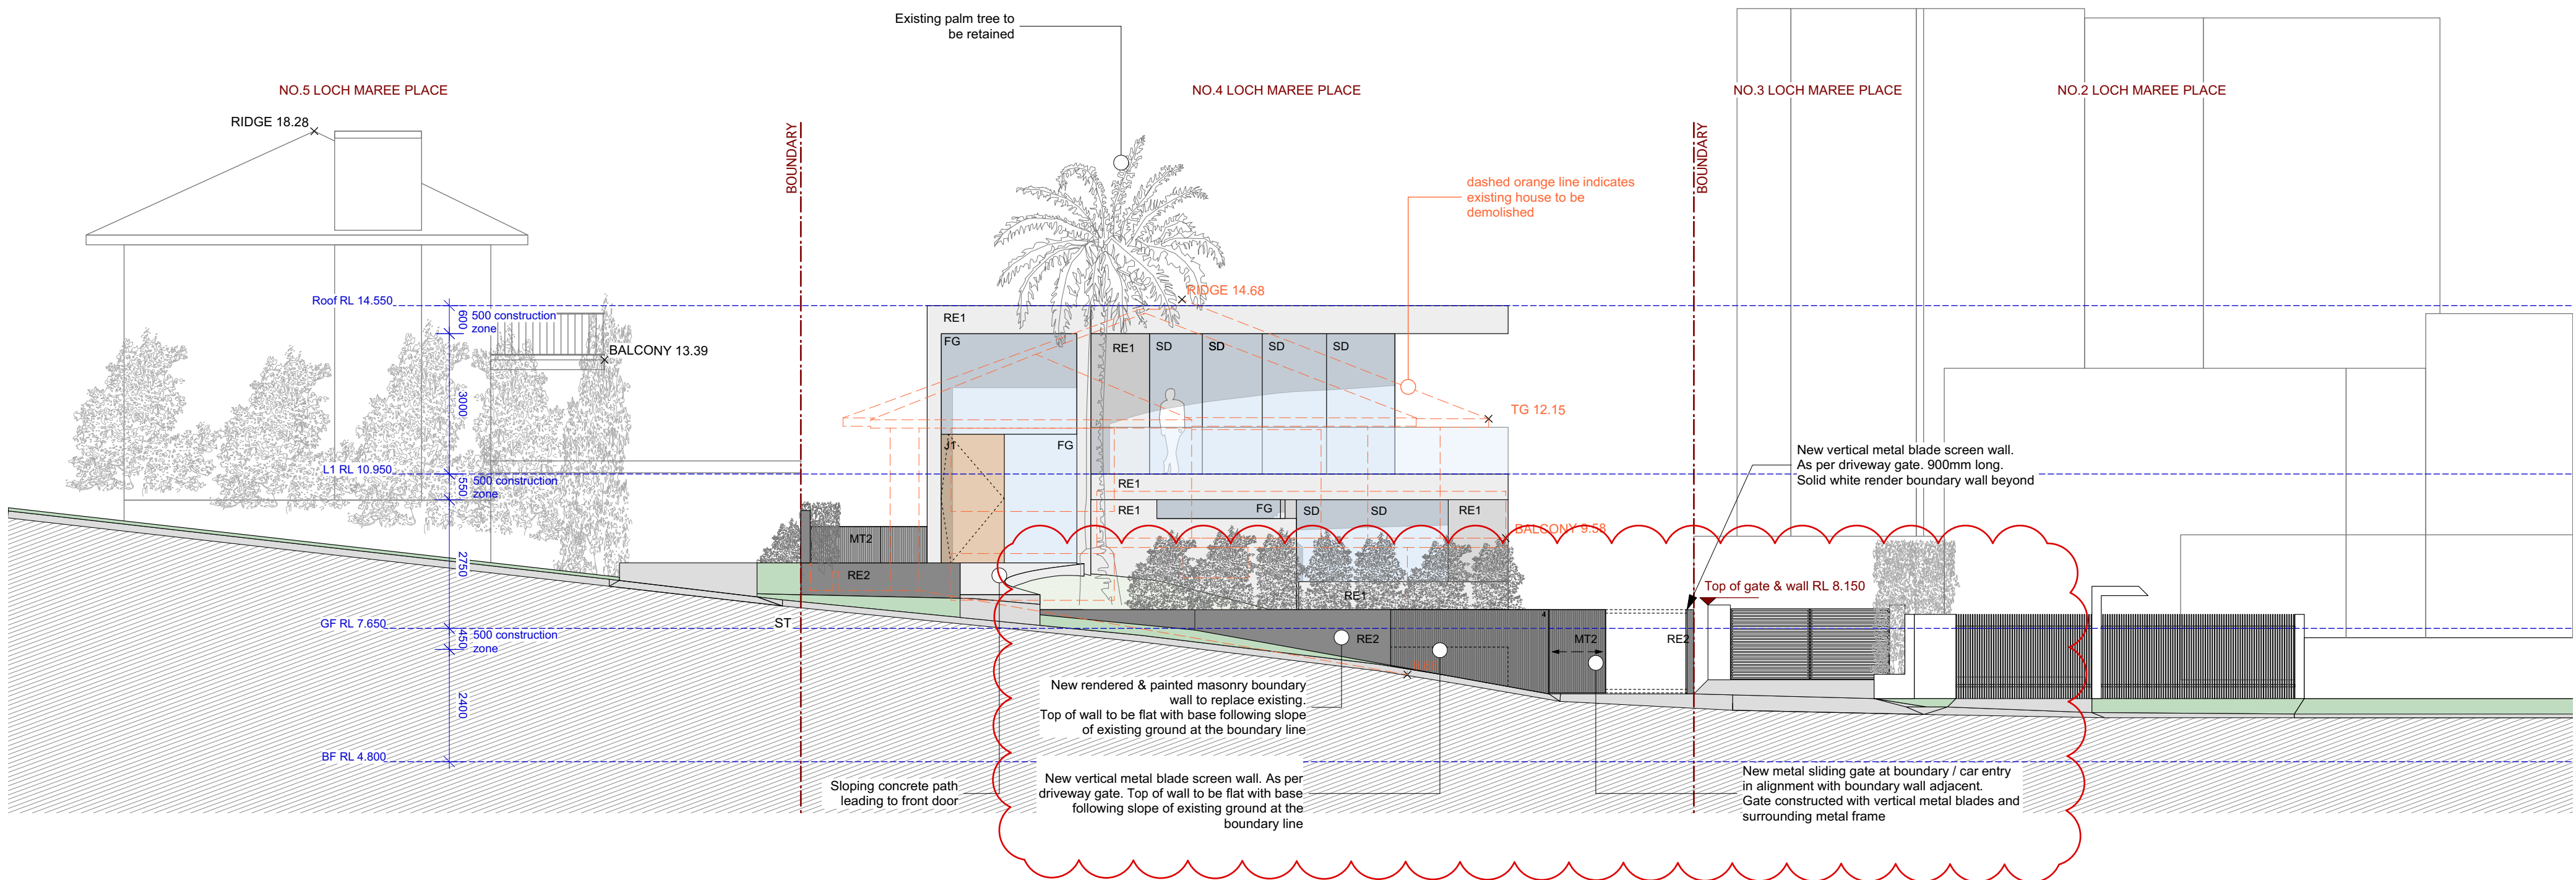 Existing palm tree to
be retained
NO.5 LOCH MAREE PLACE
NO.4 LOCH MAREE PLACE
NO.3 LOCH MAREE PLACE
NO.2 LOCH MAREE PLACE
RIDGE 18.28
BOUNDARY
BOUNDARY
dashed orange line indicates
existing house to be
demolished
RIDGE 14.68
Roof RL 14.550
600
500 construction
zone
BALCONY 13.39
RE1
FG
RE1
SD
SD
SD
SD
3000
TG 12.15
J1
FG
New vertical metal blade screen wall.
As per driveway gate. 900mm long.
Solid white render boundary wall beyond
L1 RL 10.950
550
500 construction
zone
RE1
RE1
FG
SD
SD
RE1
BALCONY 9.58
MT2
2750
RE2
RE1
Top of gate & wall RL 8.150
4
ST
GF RL 7.650
450
500 construction
zone
RE2
MT2
RE2
New rendered & painted masonry boundary
wall to replace existing.
Top of wall to be flat with base following slope
of existing ground at the boundary line
2400
BF RL 4.800
Sloping concrete path
leading to front door
New vertical metal blade screen wall. As per
driveway gate. Top of wall to be flat with base
following slope of existing ground at the
boundary line
New metal sliding gate at boundary / car entry
in alignment with boundary wall adjacent.
Gate constructed with vertical metal blades and
surrounding metal frame